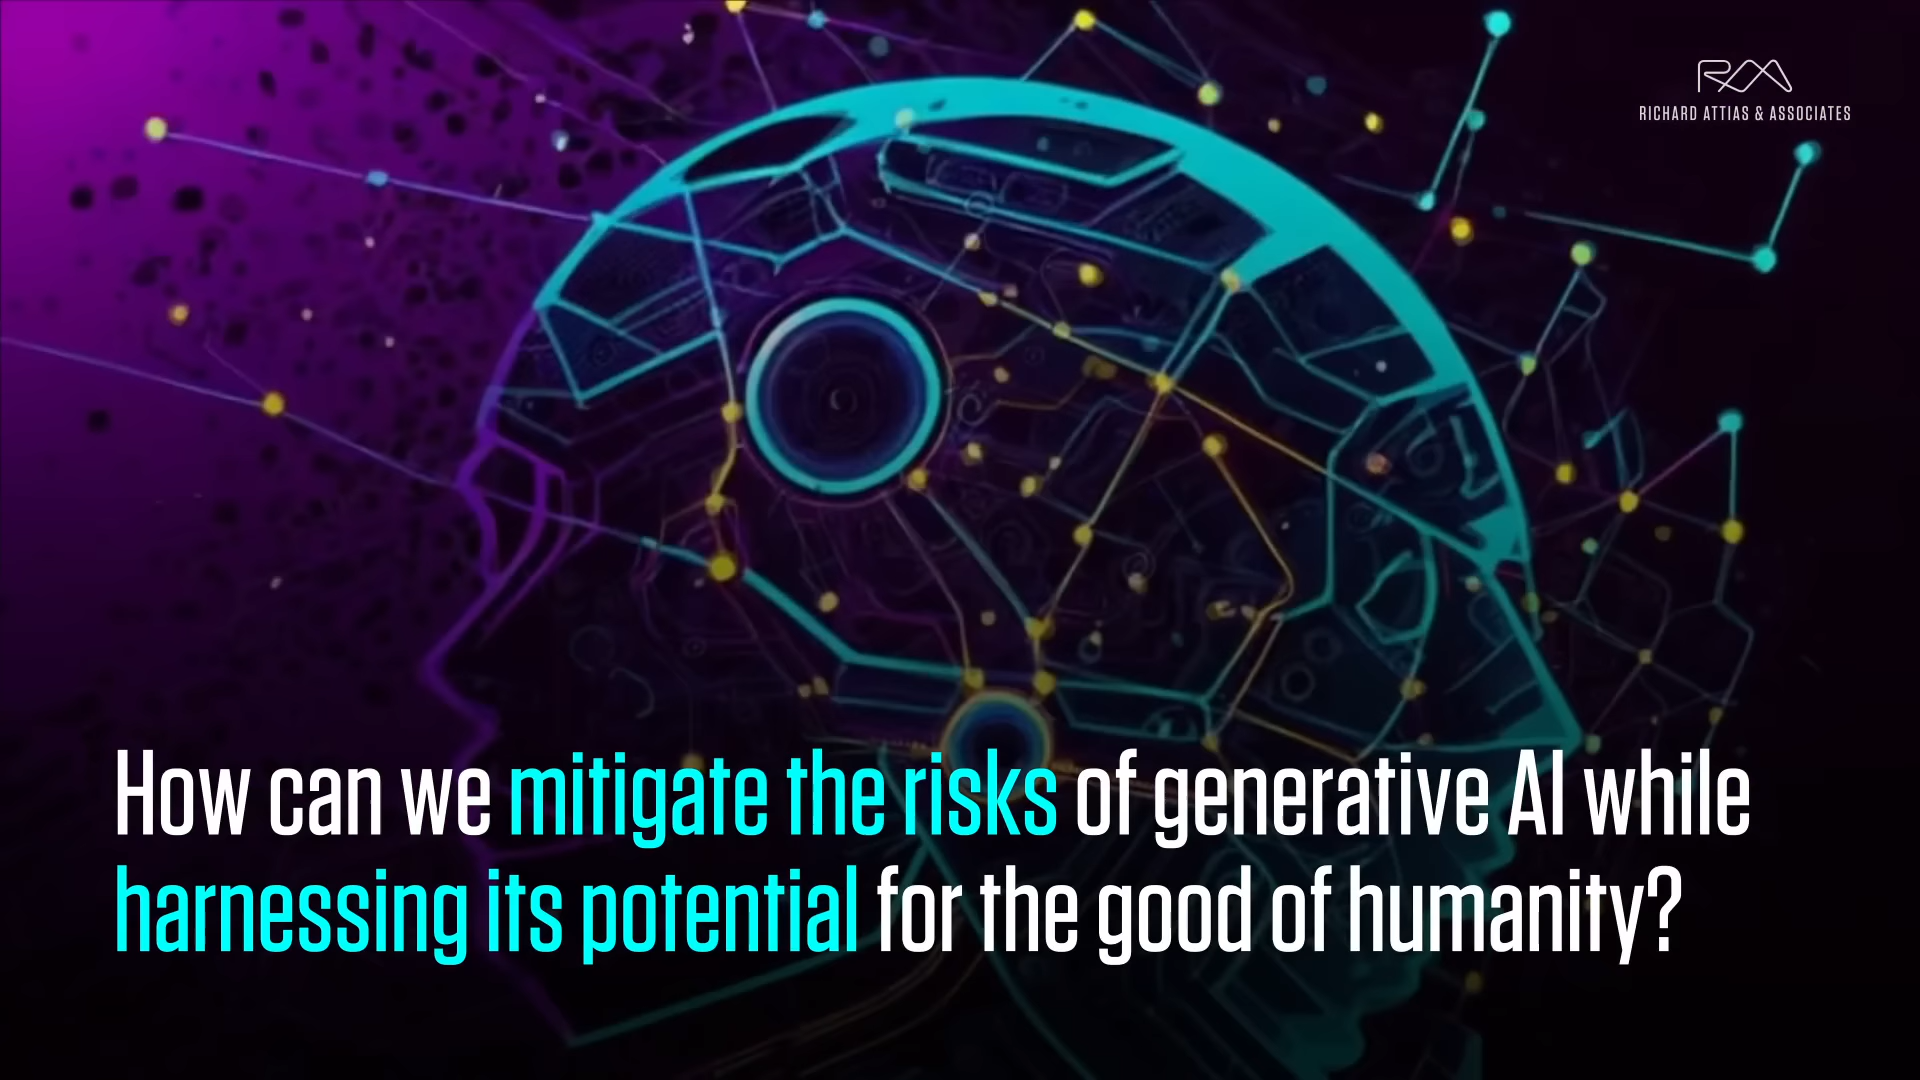 RICHARD ATTIAS & ASSOCIATES
How can we mitigate the risks of generative AI while
harnessing its potential for the good of humanity?